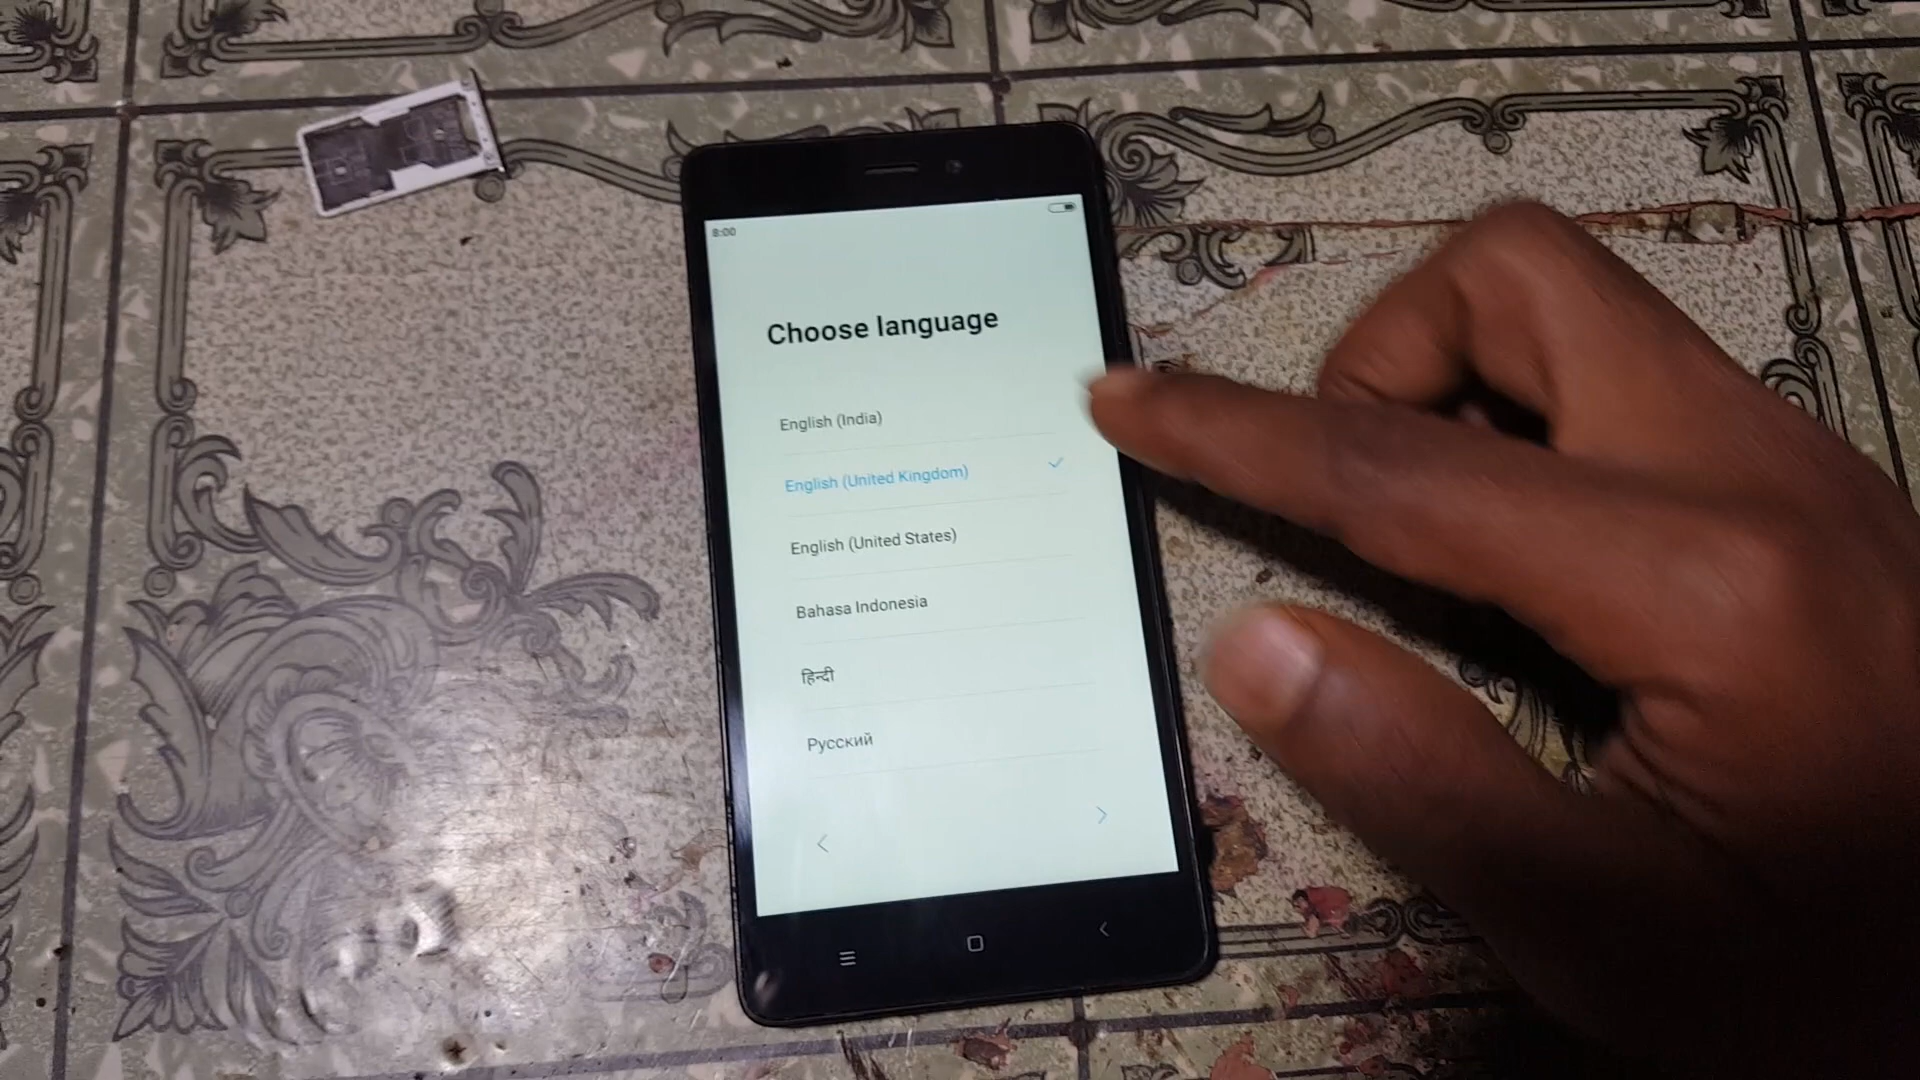 8:00
Choose language
English (India)
English (United Kingdom)
English (United States)
Bahasa Indonesia
हिन्दी
Русский